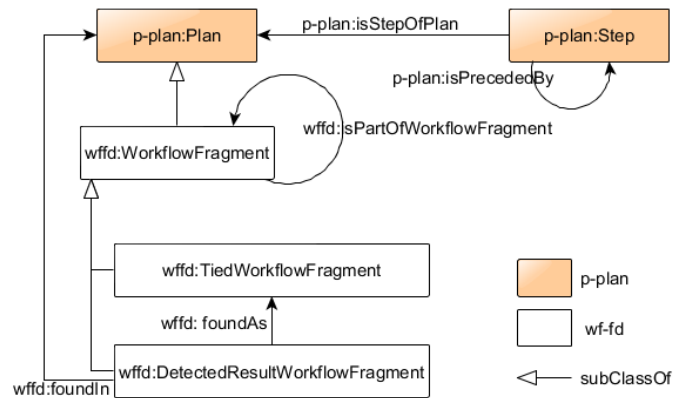 p-plan:Plan
p-plan:isStepOfPlan
p-plan:Step
p-plan:isPrecededBy
wffd:isPartOfWorkflowFragment
wffd:WorkflowFragment
wffd:TiedWorkflowFragment
p-plan
wffd: foundAs
wf-fd
wffd:DetectedResultWorkflowFragment
subClassOf
wffd:foundIn